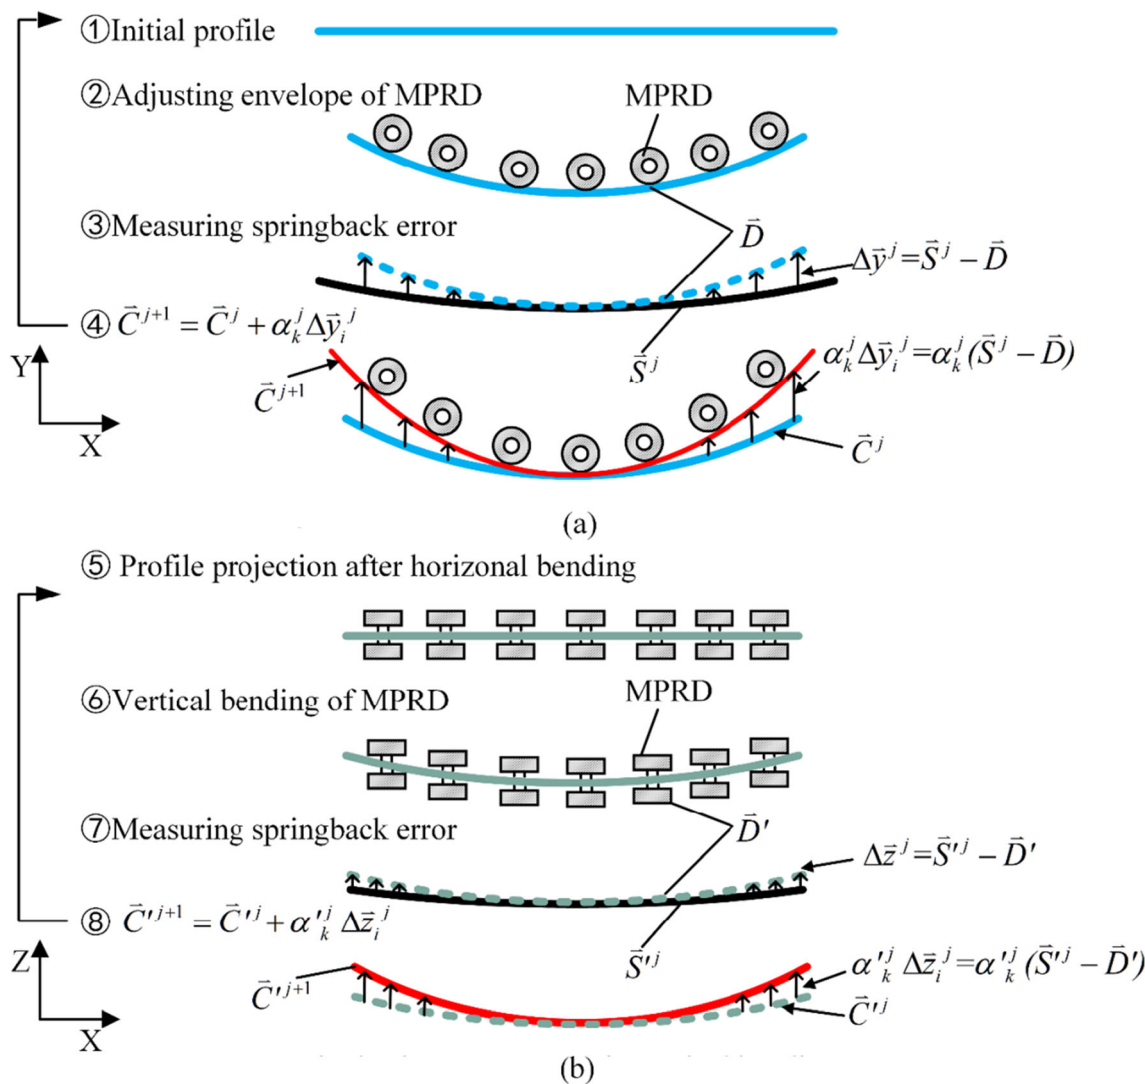 ①Initial profile
②Adjusting envelope of MPRD
MPRD
③Measuring springback error
D⃗
Δy⃗ʲ=S⃗ʲ−D⃗
④ C⃗ʲ⁺¹ = C⃗ʲ + αₖʲ Δy⃗ᵢʲ
S⃗ʲ
αₖʲ Δy⃗ᵢʲ=αₖʲ(S⃗ʲ−D⃗)
Y
C⃗ʲ⁺¹
X
C⃗ʲ
(a)
⑤ Profile projection after horizonal bending
⑥Vertical bending of MPRD
MPRD
⑦Measuring springback error
D⃗'
Δz⃗ʲ=S⃗'ʲ−D⃗'
⑧ C⃗'ʲ⁺¹ = C⃗'ʲ + α'ₖʲ Δz⃗ᵢʲ
S⃗'ʲ
Z
C⃗'ʲ⁺¹
α'ₖʲ Δz⃗ᵢʲ=α'ₖʲ(S⃗'ʲ−D⃗')
C⃗'ʲ
X
(b)